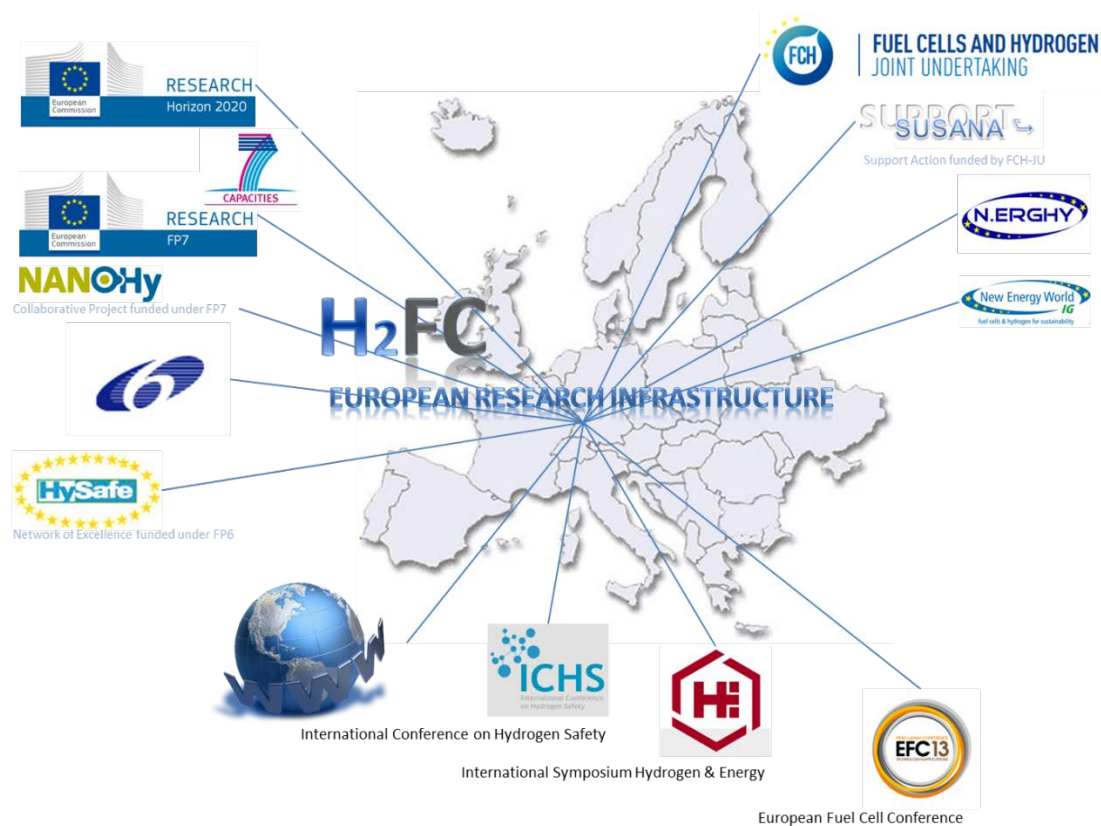 European
Commission
RESEARCH
Horizon 2020
7
CAPACITIES
European
Commission
RESEARCH
FP7
NANOHy
Collaborative Project funded under FP7
6
HySafe
Network of Excellence funded under FP6
FCH
FUEL CELLS AND HYDROGEN
JOINT UNDERTAKING
SUPPORT
SUSANA
Support Action funded by FCH-JU
N.ERGHY
New Energy World
IG
fuel cells & hydrogen for sustainability
H2FC
EUROPEAN RESEARCH INFRASTRUCTURE
WWW
ICHS
International Conference
on Hydrogen Safety
International Conference on Hydrogen Safety
H
International Symposium Hydrogen & Energy
EFC13
European Fuel Cell Conference